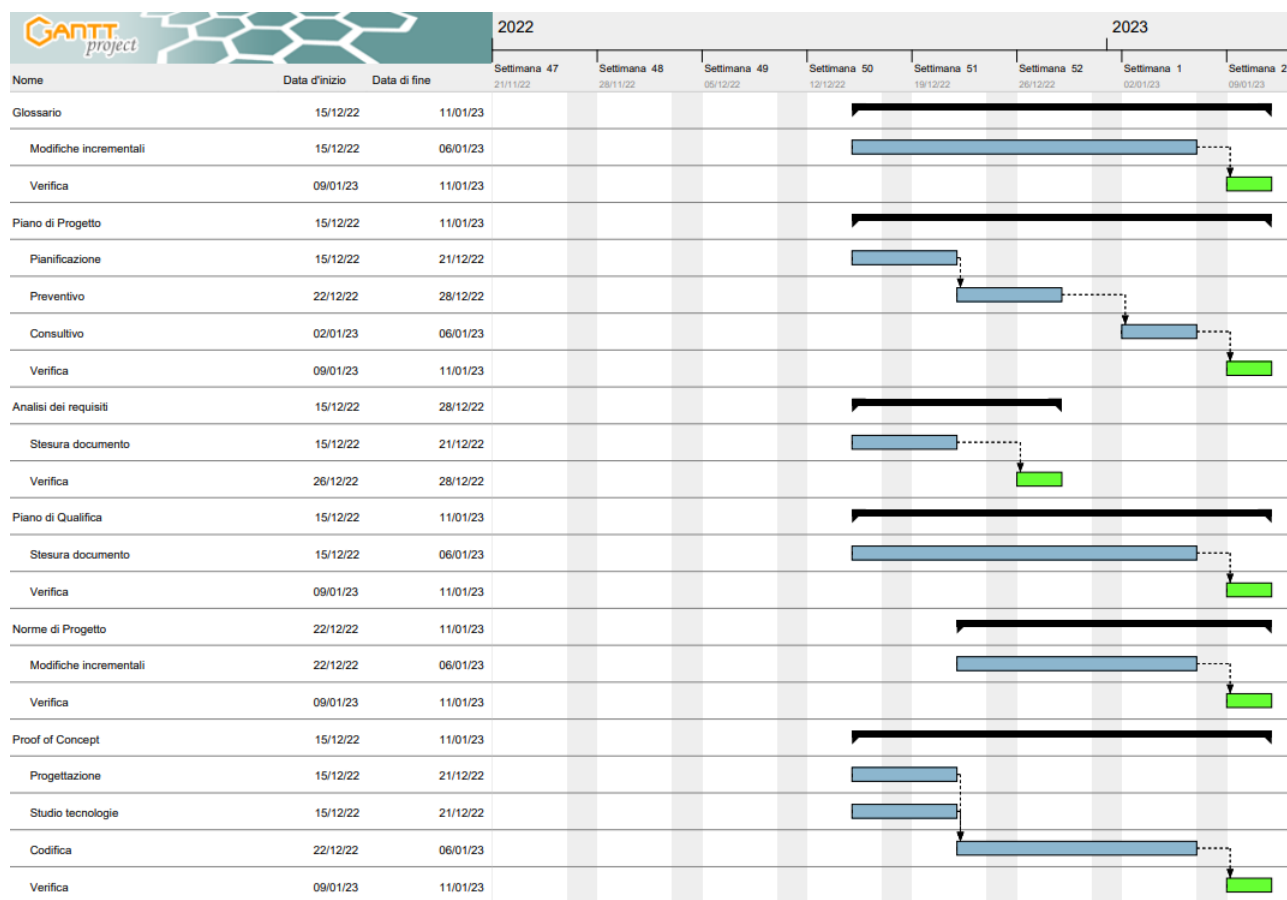 GANTT project
2022 2023
Settimana 47 Settimana 48 Settimana 49 Settimana 50 Settimana 51 Settimana 52 Settimana 1 Settimana 2
Nome Data d'inizio Data di fine
21/11/22 28/11/22 05/12/22 12/12/22 19/12/22 26/12/22 02/01/23 09/01/23
Glossario 15/12/22 11/01/23
Modifiche incrementali 15/12/22 06/01/23
Verifica 09/01/23 11/01/23
Piano di Progetto 15/12/22 11/01/23
Pianificazione 15/12/22 21/12/22
Preventivo 22/12/22 28/12/22
Consultivo 02/01/23 06/01/23
Verifica 09/01/23 11/01/23
Analisi dei requisiti 15/12/22 28/12/22
Stesura documento 15/12/22 21/12/22
Verifica 26/12/22 28/12/22
Piano di Qualifica 15/12/22 11/01/23
Stesura documento 15/12/22 06/01/23
Verifica 09/01/23 11/01/23
Norme di Progetto 22/12/22 11/01/23
Modifiche incrementali 22/12/22 06/01/23
Verifica 09/01/23 11/01/23
Proof of Concept 15/12/22 11/01/23
Progettazione 15/12/22 21/12/22
Studio tecnologie 15/12/22 21/12/22
Codifica 22/12/22 06/01/23
Verifica 09/01/23 11/01/23